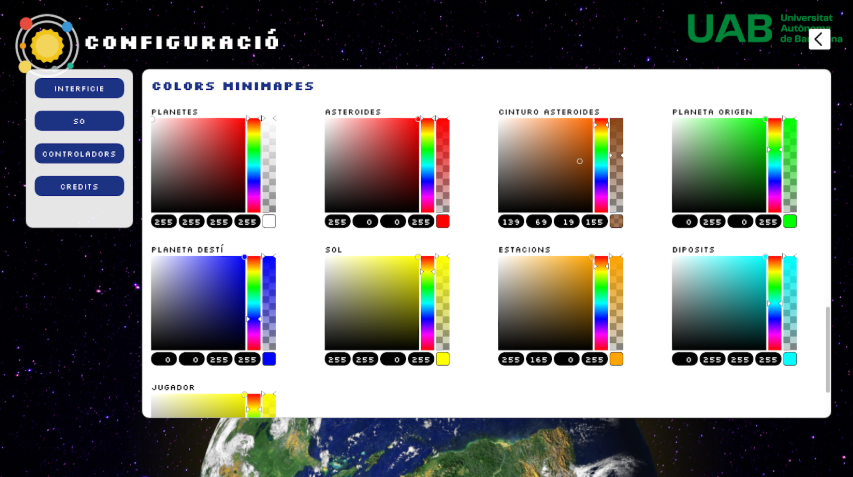 CONFIGURACIÓ
UAB
Universitat
Autònoma
de Bar
INTERFICIE
SO
CONTROLADORS
CREDITS
COLORS MINIMAPES
PLANETES
ASTEROIDES
CINTURO ASTEROIDES
PLANETA ORIGEN
255 255 255 255
255 0 0 255
139 69 19 155
0 255 0 255
PLANETA DESTÍ
SOL
ESTACIONS
DIPOSITS
0 0 255 255
255 255 0 255
255 165 0 255
0 255 255 255
JUGADOR